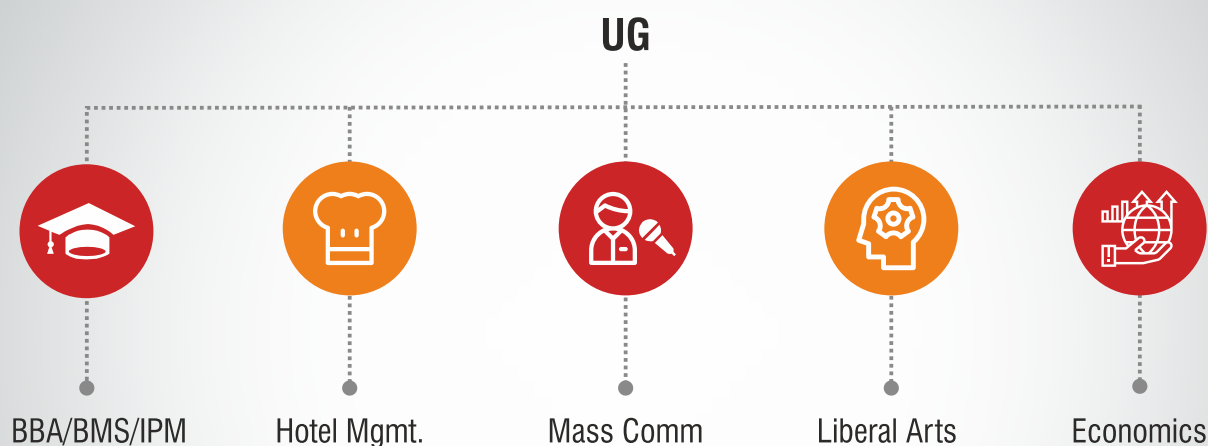 UG
BBA/BMS/IPM
Hotel Mgmt.
Mass Comm
Liberal Arts
Economics